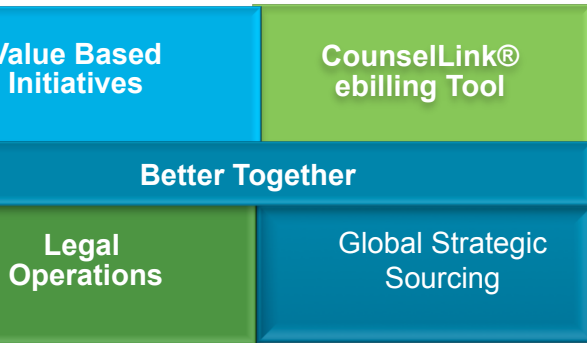 Value Based
Initiatives
CounselLink®
ebilling Tool
Better Together
Legal
Operations
Global Strategic
Sourcing